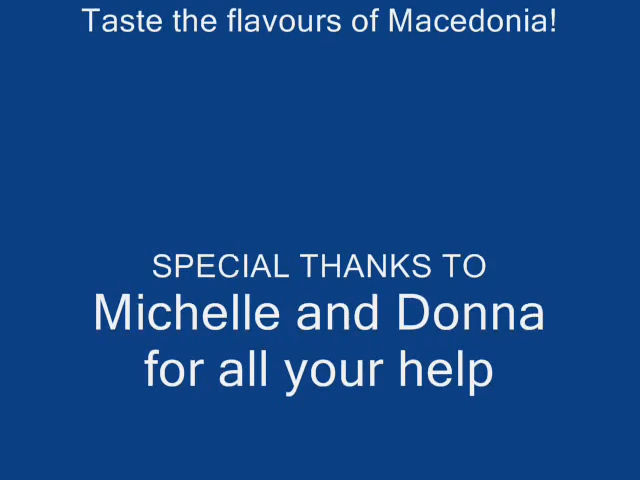 Taste the flavours of Macedonia!
SPECIAL THANKS TO
Michelle and Donna
for all your help